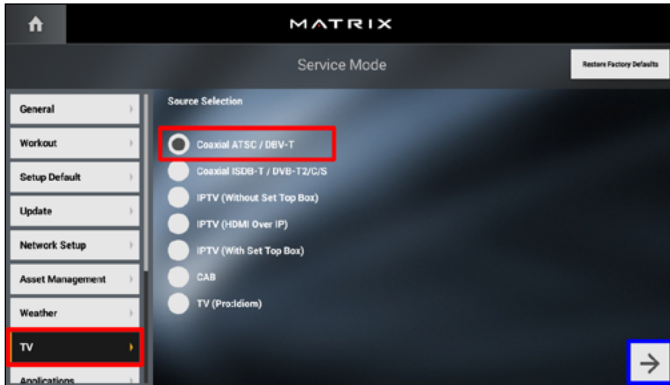 MATRIX
Service Mode
Restore Factory Defaults
General
Workout
Setup Default
Update
Network Setup
Asset Management
Weather
TV
Applications
Source Selection
Coaxial ATSC / DBV-T
Coaxial ISDB-T / DVB-T2/C/S
IPTV (Without Set Top Box)
IPTV (HDMI Over IP)
IPTV (With Set Top Box)
CAB
TV (Pro:Idiom)